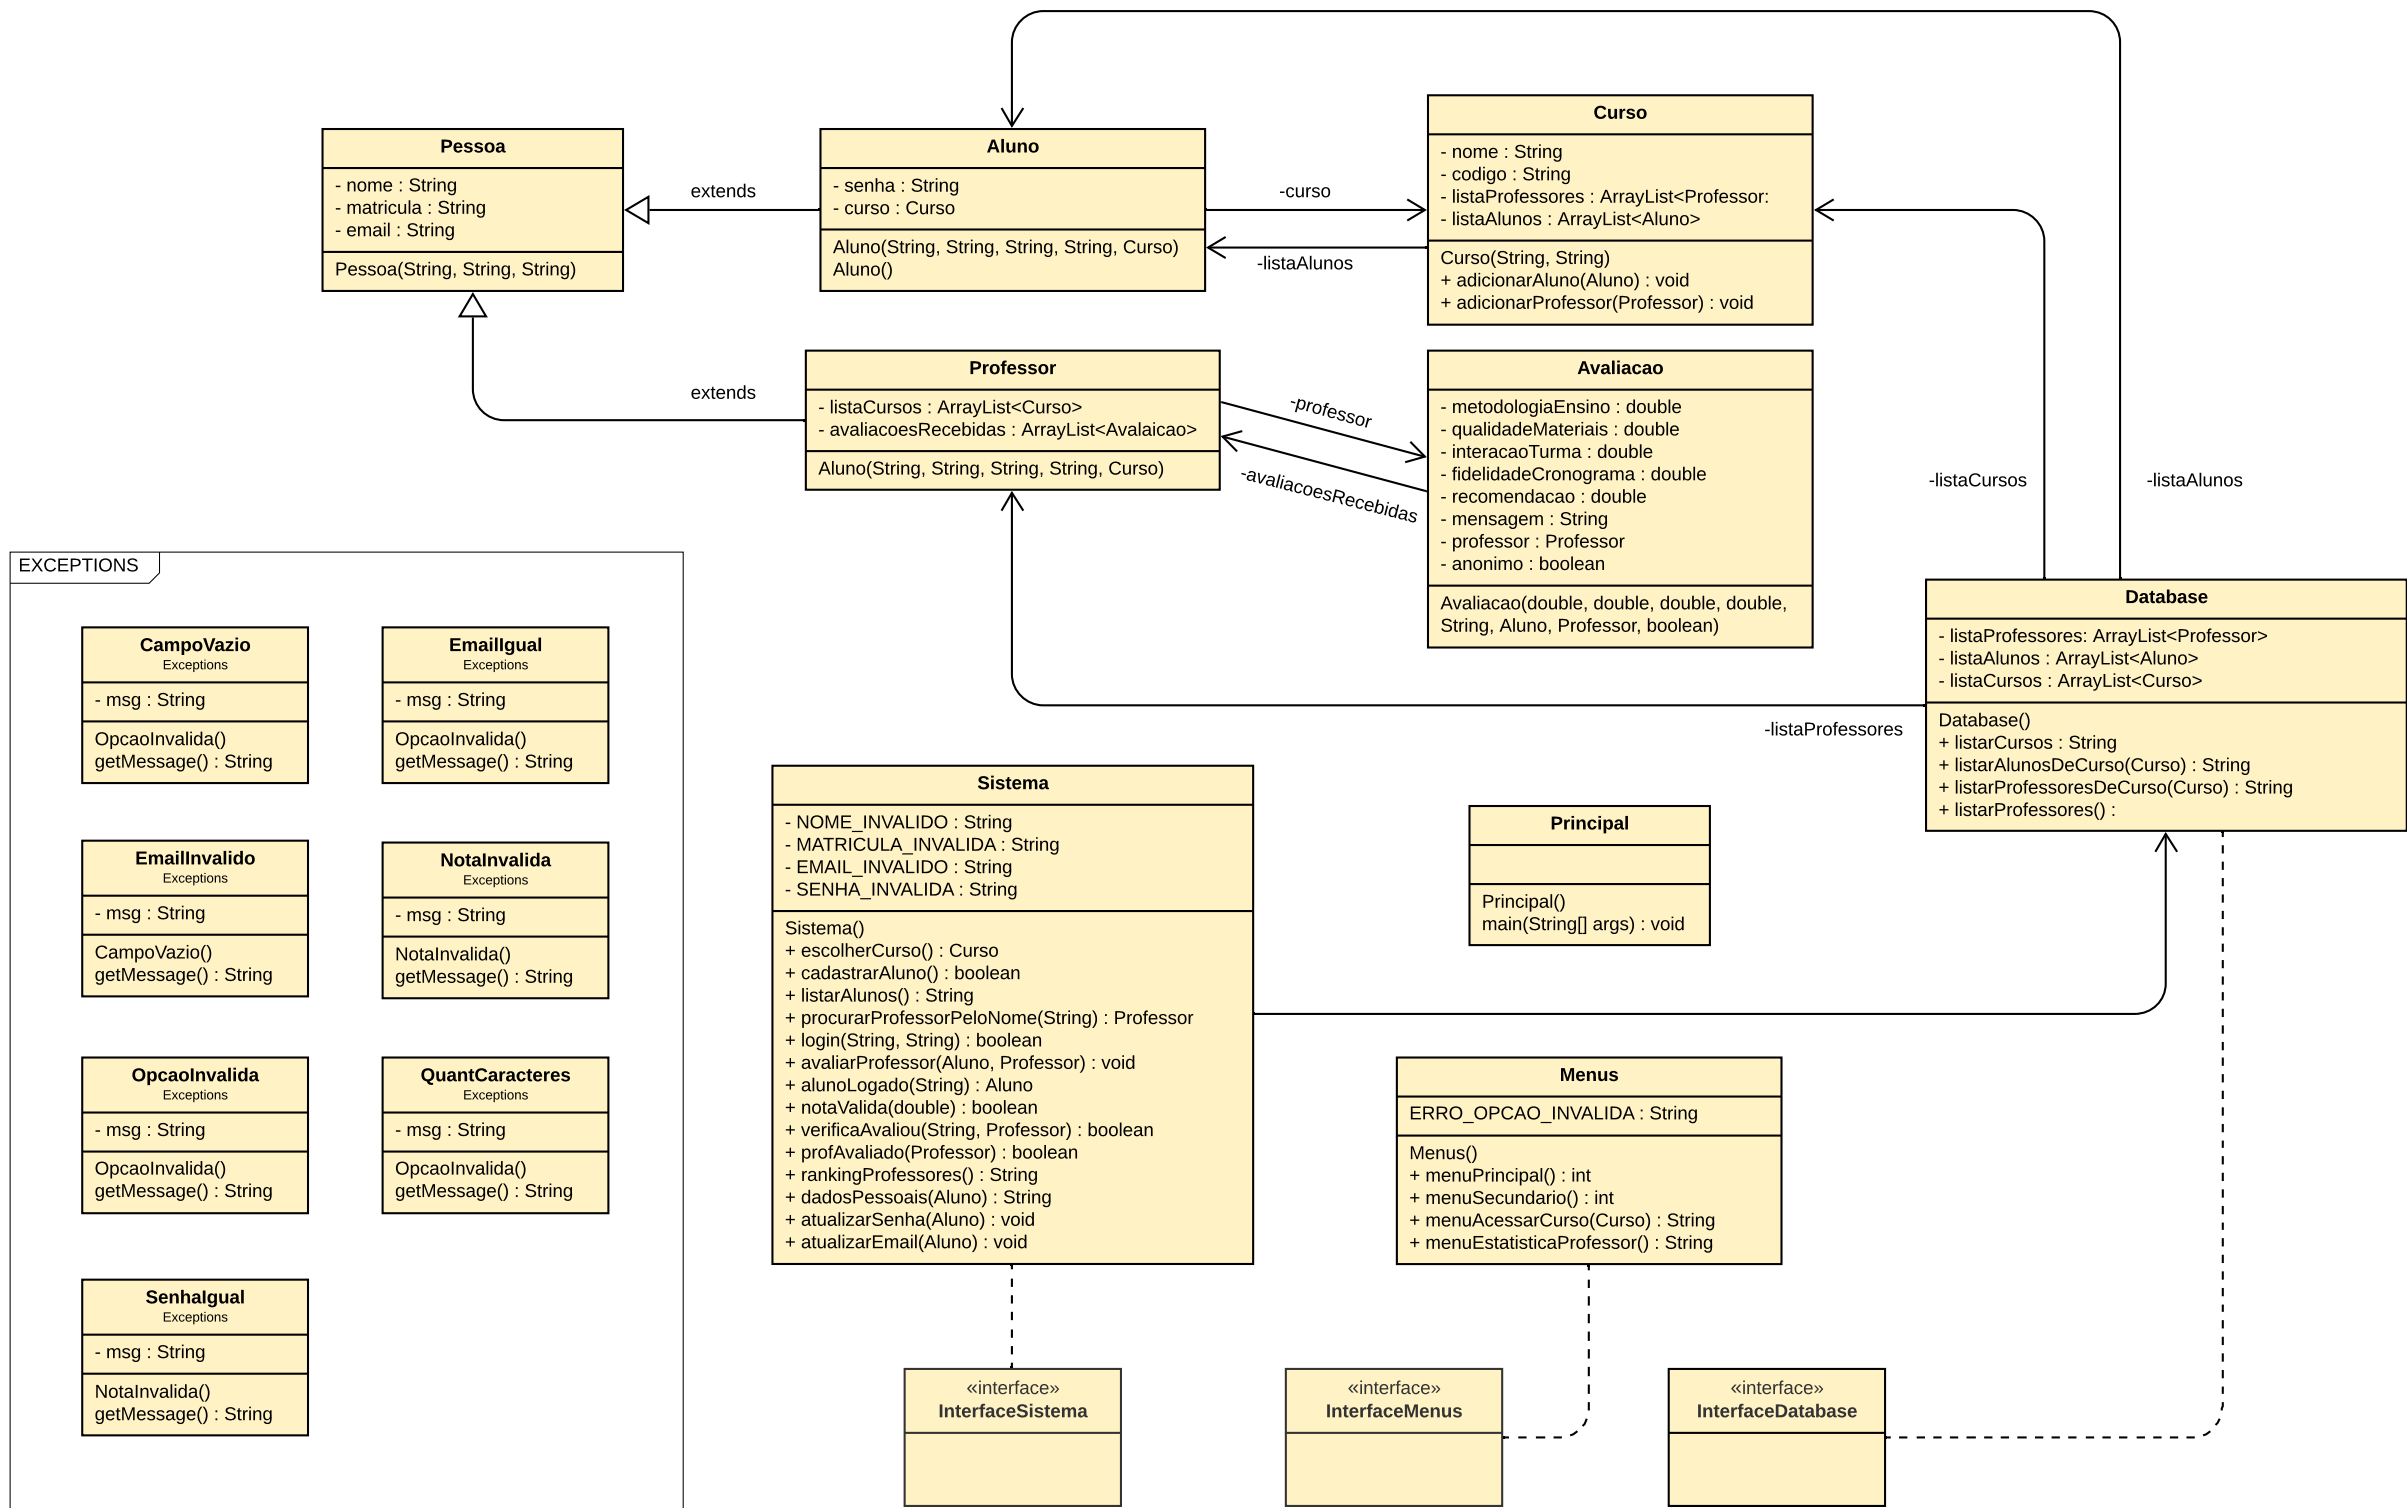 Pessoa
- nome : String
- matricula : String
- email : String
Pessoa(String, String, String)
extends
Aluno
- senha : String
- curso : Curso
Aluno(String, String, String, String, Curso)
Aluno()
-curso
-listaAlunos
Curso
- nome : String
- codigo : String
- listaProfessores : ArrayList<Professor:
- listaAlunos : ArrayList<Aluno>
Curso(String, String)
+ adicionarAluno(Aluno) : void
+ adicionarProfessor(Professor) : void
extends
Professor
- listaCursos : ArrayList<Curso>
- avaliacoesRecebidas : ArrayList<Avalaicao>
Aluno(String, String, String, String, Curso)
-professor
-avaliacoesRecebidas
Avaliacao
- metodologiaEnsino : double
- qualidadeMateriais : double
- interacaoTurma : double
- fidelidadeCronograma : double
- recomendacao : double
- mensagem : String
- professor : Professor
- anonimo : boolean
Avaliacao(double, double, double, double,
String, Aluno, Professor, boolean)
-listaCursos
-listaAlunos
Database
- listaProfessores: ArrayList<Professor>
- listaAlunos : ArrayList<Aluno>
- listaCursos : ArrayList<Curso>
Database()
+ listarCursos : String
+ listarAlunosDeCurso(Curso) : String
+ listarProfessoresDeCurso(Curso) : String
+ listarProfessores() :
-listaProfessores
EXCEPTIONS
CampoVazio
Exceptions
- msg : String
OpcaoInvalida()
getMessage() : String
EmailIgual
Exceptions
- msg : String
OpcaoInvalida()
getMessage() : String
EmailInvalido
Exceptions
- msg : String
CampoVazio()
getMessage() : String
NotaInvalida
Exceptions
- msg : String
NotaInvalida()
getMessage() : String
OpcaoInvalida
Exceptions
- msg : String
OpcaoInvalida()
getMessage() : String
QuantCaracteres
Exceptions
- msg : String
OpcaoInvalida()
getMessage() : String
SenhaIgual
Exceptions
- msg : String
NotaInvalida()
getMessage() : String
Sistema
- NOME_INVALIDO : String
- MATRICULA_INVALIDA : String
- EMAIL_INVALIDO : String
- SENHA_INVALIDA : String
Sistema()
+ escolherCurso() : Curso
+ cadastrarAluno() : boolean
+ listarAlunos() : String
+ procurarProfessorPeloNome(String) : Professor
+ login(String, String) : boolean
+ avaliarProfessor(Aluno, Professor) : void
+ alunoLogado(String) : Aluno
+ notaValida(double) : boolean
+ verificaAvaliou(String, Professor) : boolean
+ profAvaliado(Professor) : boolean
+ rankingProfessores() : String
+ dadosPessoais(Aluno) : String
+ atualizarSenha(Aluno) : void
+ atualizarEmail(Aluno) : void
Principal
Principal()
main(String[] args) : void
Menus
ERRO_OPCAO_INVALIDA : String
Menus()
+ menuPrincipal() : int
+ menuSecundario() : int
+ menuAcessarCurso(Curso) : String
+ menuEstatisticaProfessor() : String
«interface»
InterfaceSistema
«interface»
InterfaceMenus
«interface»
InterfaceDatabase